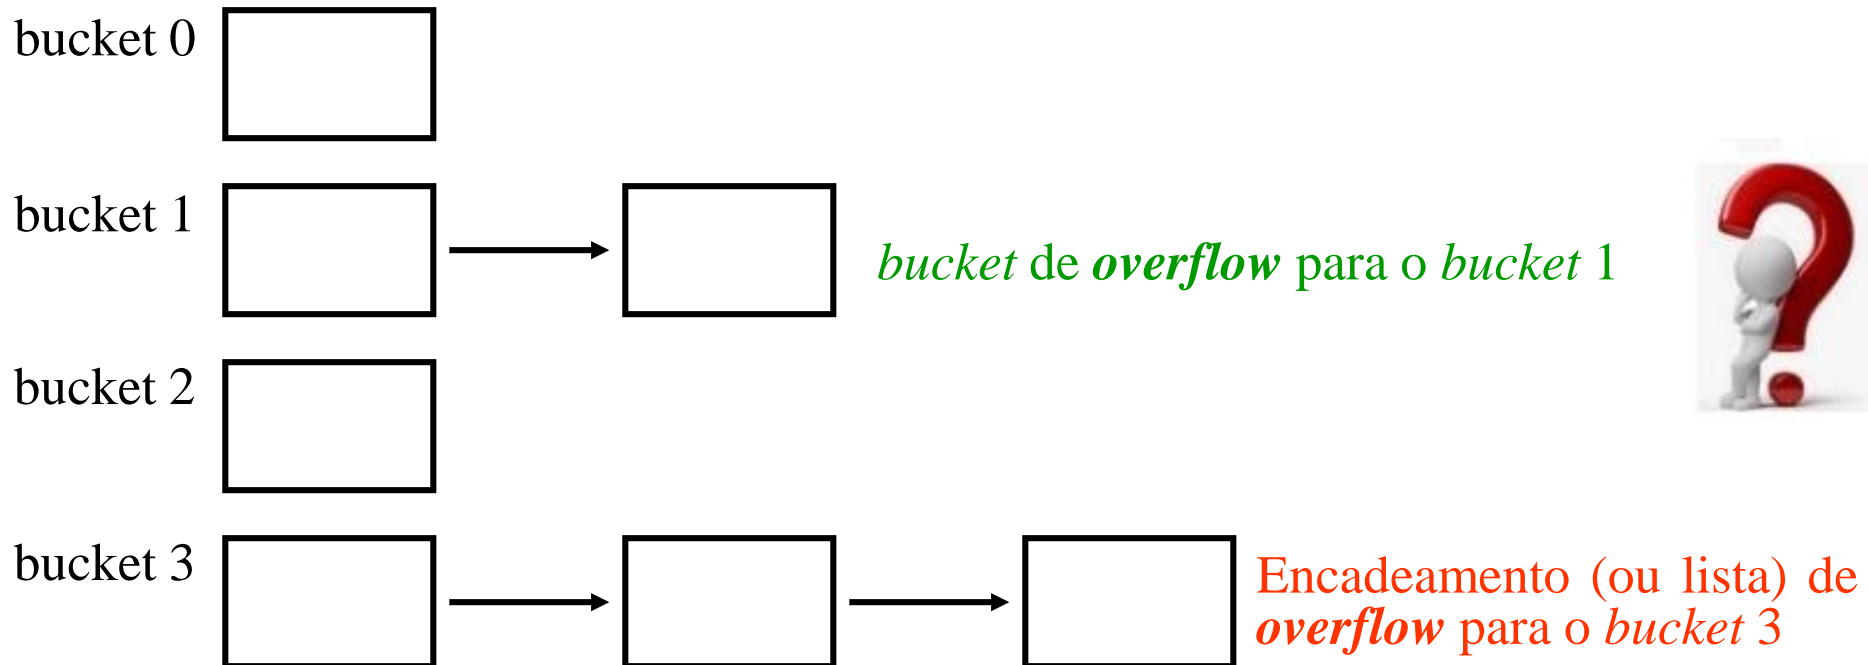 bucket 0
bucket 1
bucket de overflow para o bucket 1
bucket 2
bucket 3
Encadeamento (ou lista) de
overflow para o bucket 3